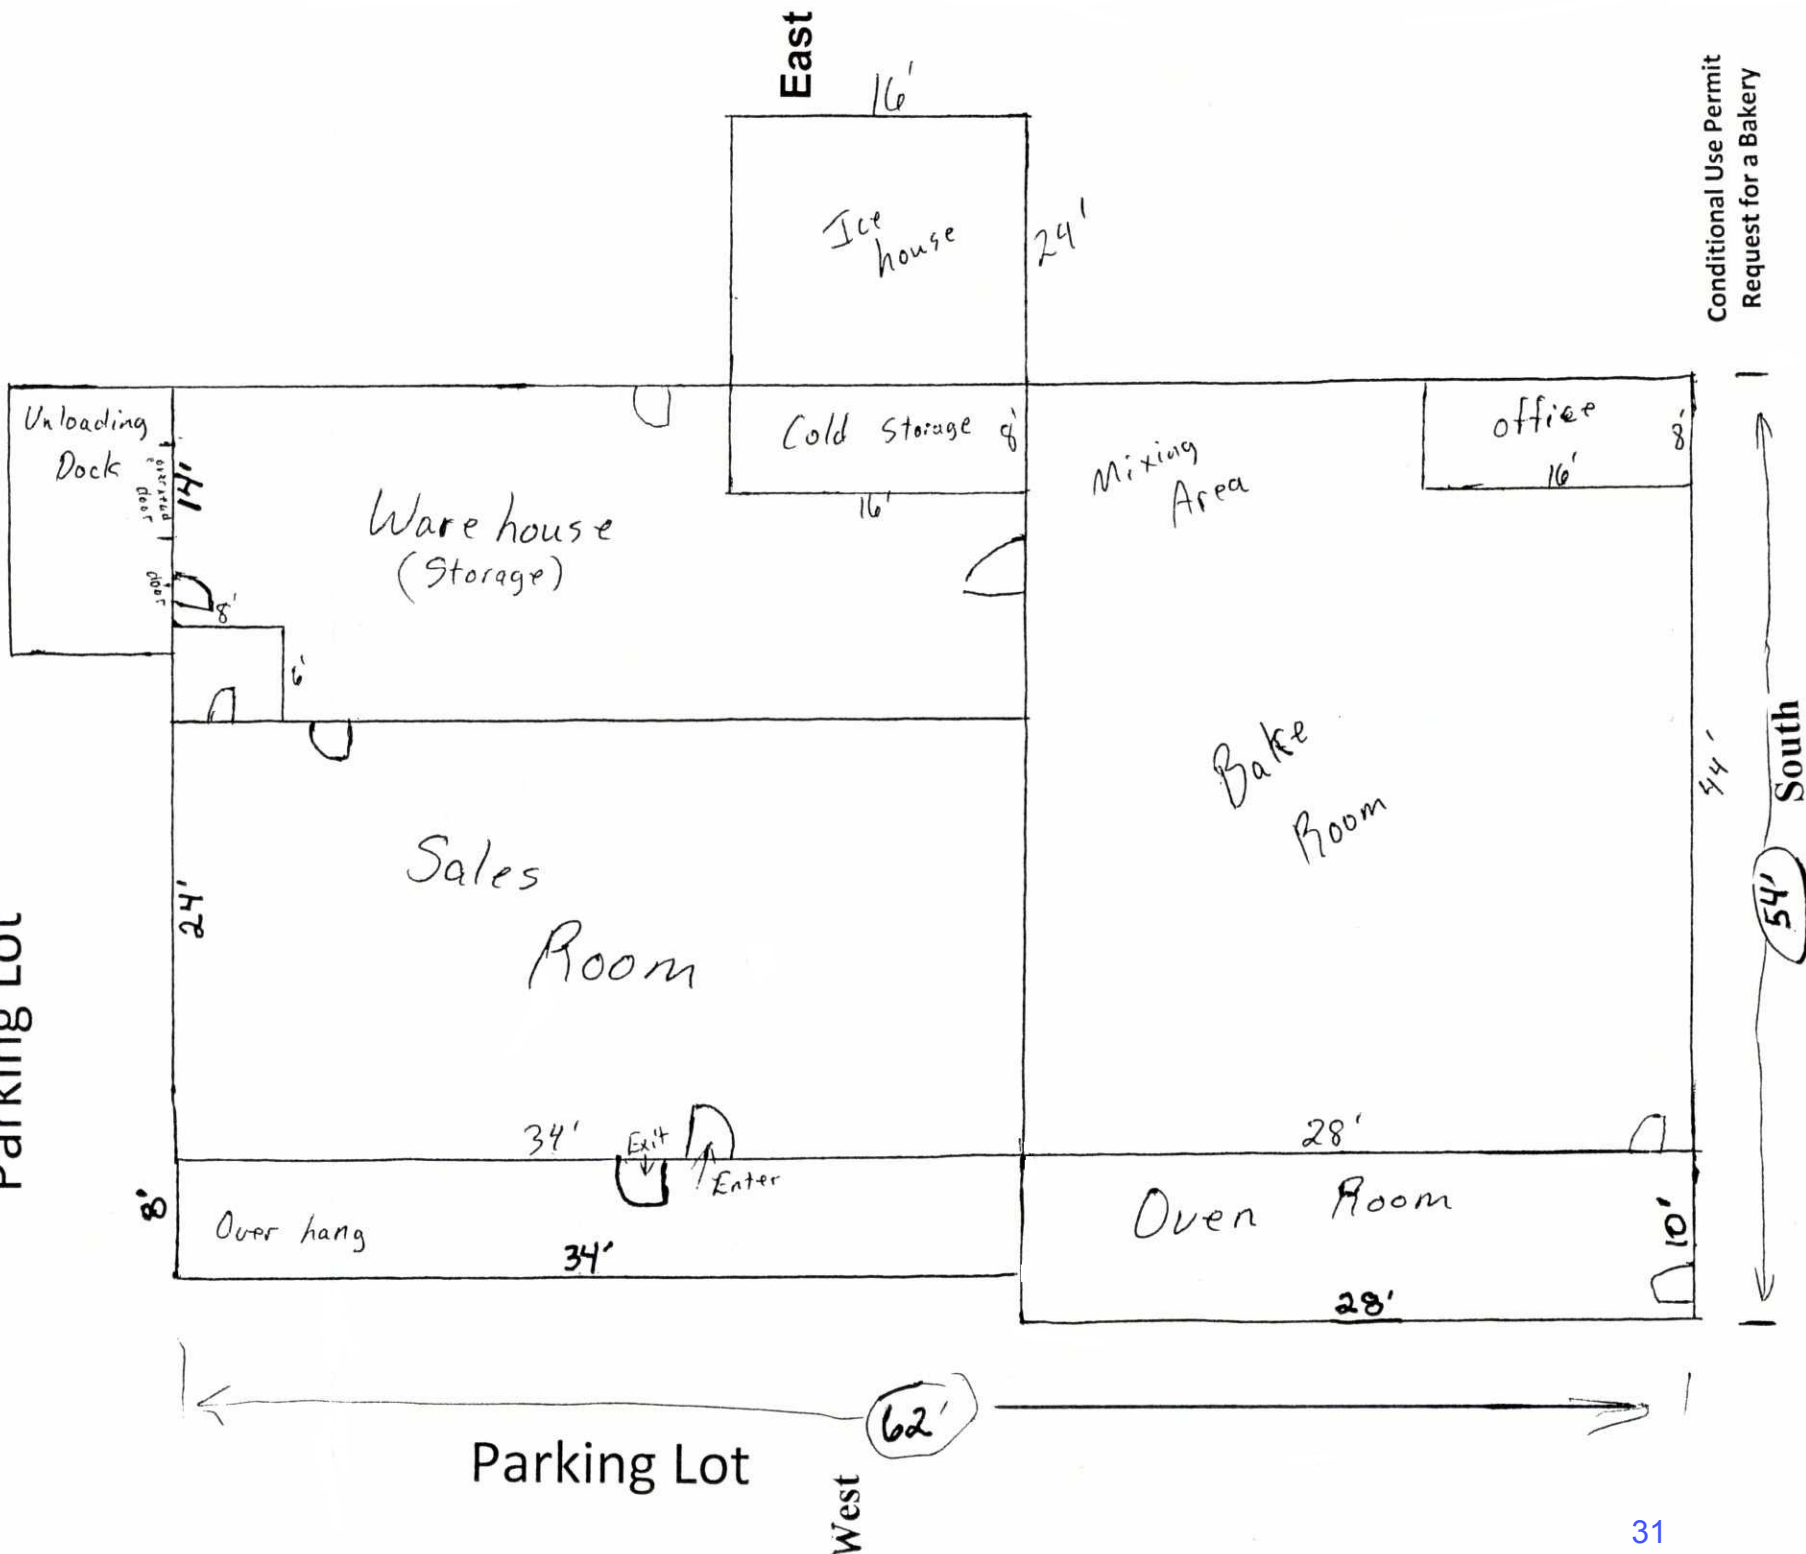 East
16'
Conditional Use Permit
Request for a Bakery
Ice
house
24'
Unloading
Dock
14'
door
door
8'
6'
Ware house
(Storage)
Cold Storage 8'
16'
Mixing
Area
office
8'
16'
Bake
Room
44'
South
54'
Parking Lot
24'
Sales
Room
34'
Exit
Enter
28'
8'
Over hang
34'
Oven Room
10'
28'
62'
Parking Lot
West
31